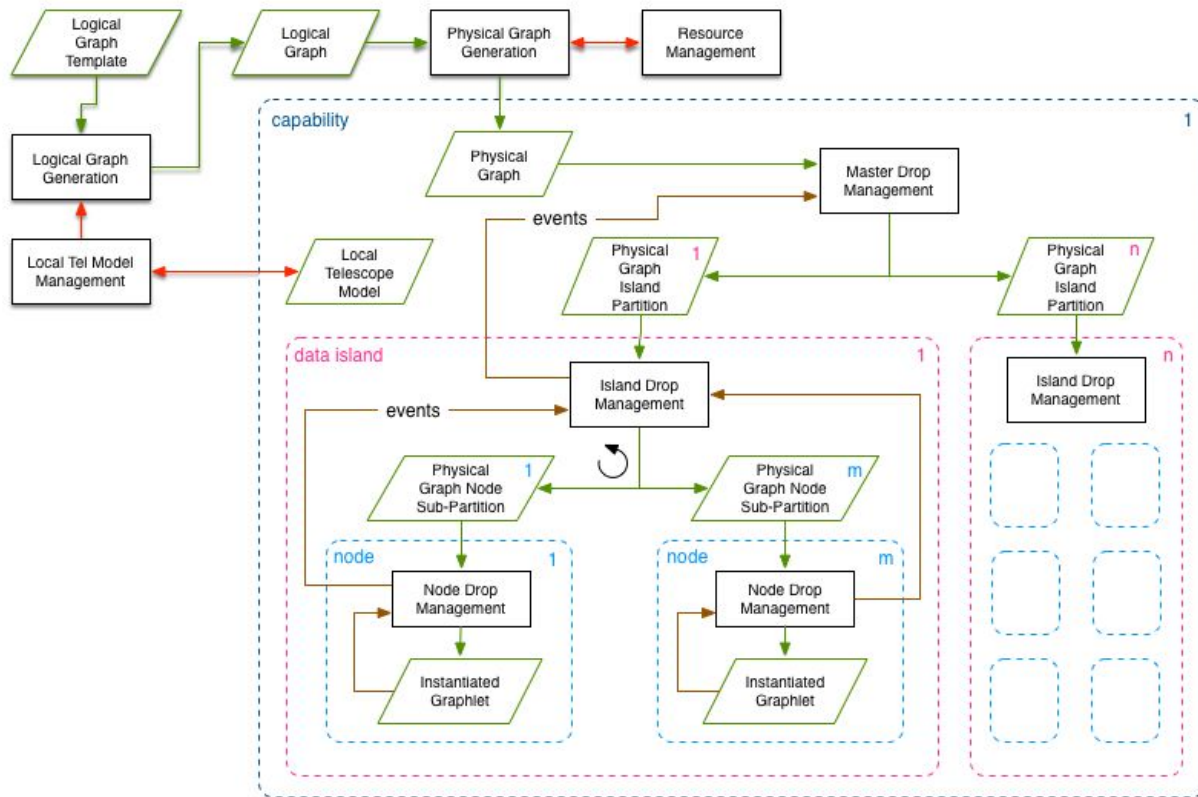 Logical
Graph
Template
Logical
Graph
Physical Graph
Generation
Resource
Management
capability
1
Logical Graph
Generation
Physical
Graph
Master Drop
Management
events
Local Tel Model
Management
Local
Telescope
Model
Physical
Graph
Island
Partition
1
Physical
Graph
Island
Partition
n
data island
1
n
Island Drop
Management
Island Drop
Management
events
Physical
Graph Node
Sub-Partition
1
Physical
Graph Node
Sub-Partition
m
node
1
node
m
Node Drop
Management
Node Drop
Management
Instantiated
Graphlet
Instantiated
Graphlet